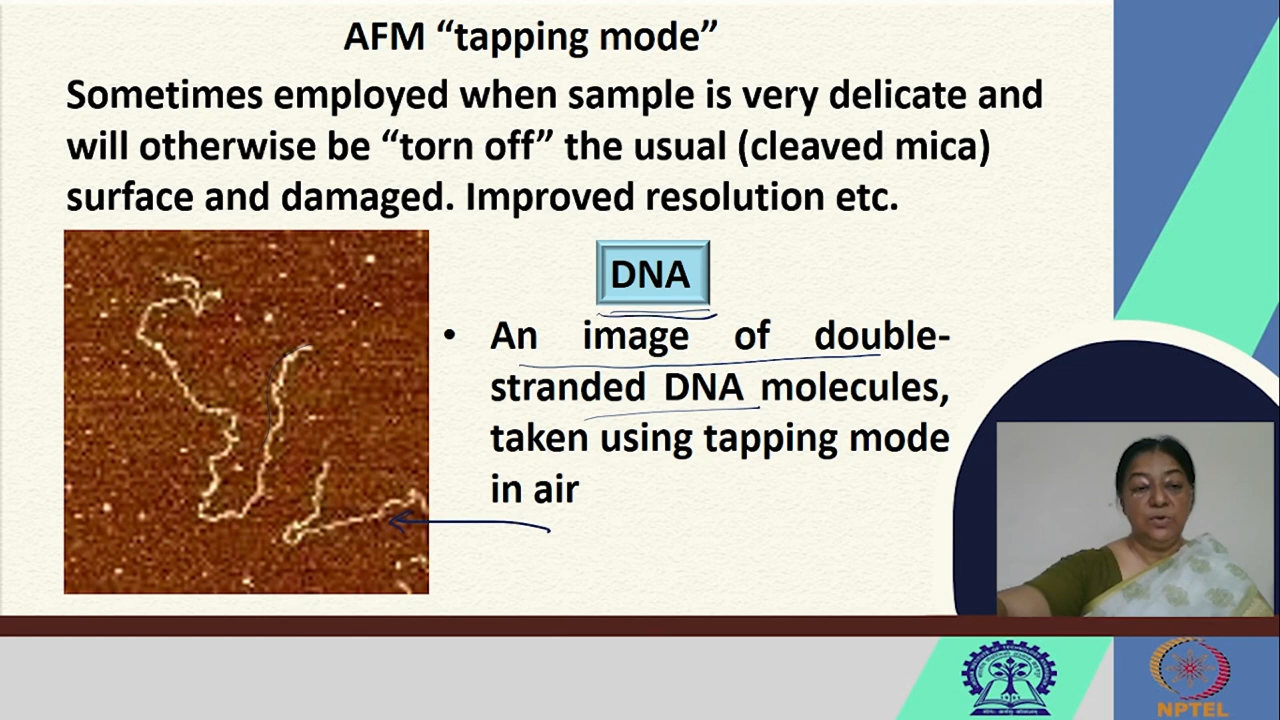 AFM “tapping mode”
Sometimes employed when sample is very delicate and
will otherwise be “torn off” the usual (cleaved mica)
surface and damaged. Improved resolution etc.
DNA
• An image of double-
stranded DNA molecules,
taken using tapping mode
in air
NPTEL